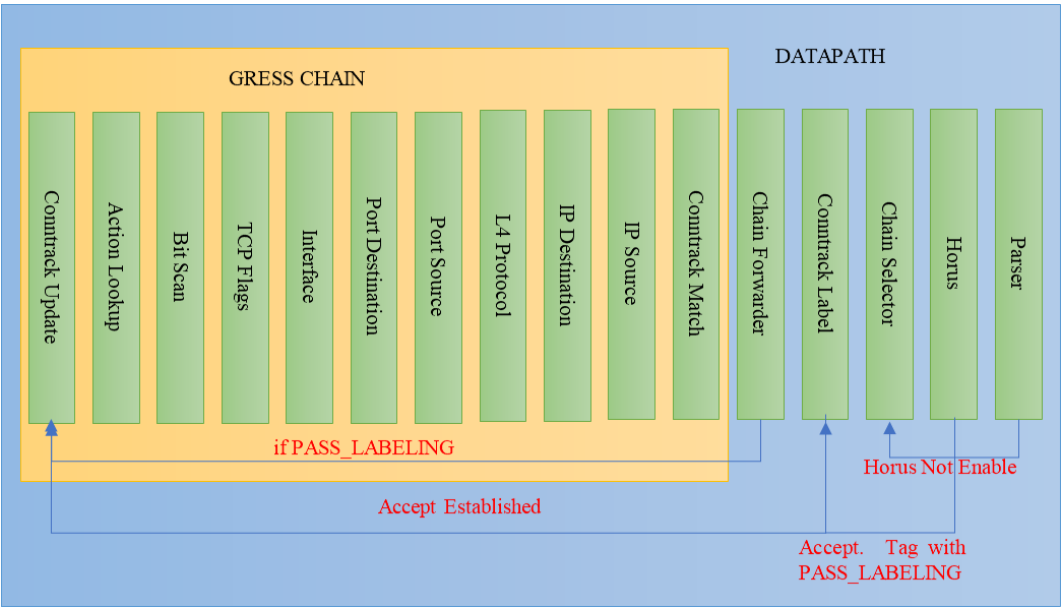 DATAPATH
GRESS CHAIN
Conntrack Update
Action Lookup
Bit Scan
TCP Flags
Interface
Port Destination
Port Source
L4 Protocol
IP Destination
IP Source
Conntrack Match
Chain Forwarder
Conntrack Label
Chain Selector
Horus
Parser
if PASS_LABELING
Horus Not Enable
Accept Established
Accept. Tag with
PASS_LABELING